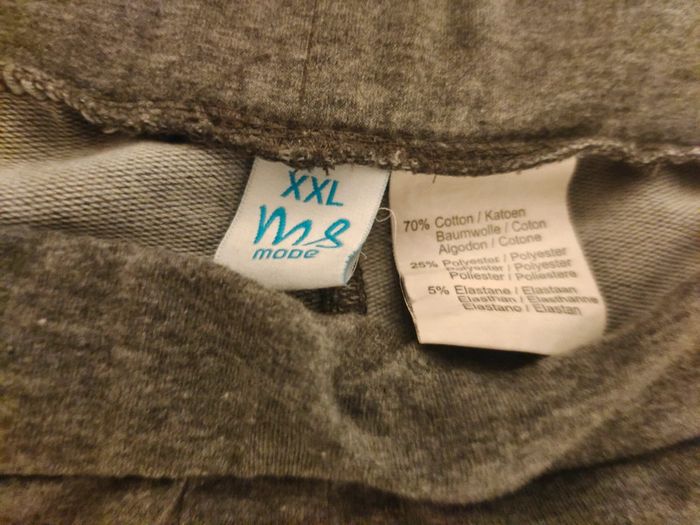 XXL
ms
mode
70% Cotton / Katoen
Baumwolle / Coton
Algodon / Cotone
25% Polyester / Polyester
Polyester / Polyester
Poliester / Poliestere
5% Elastane / Elastaan
Elasthan / Elasthanne
Elastano / Elastan